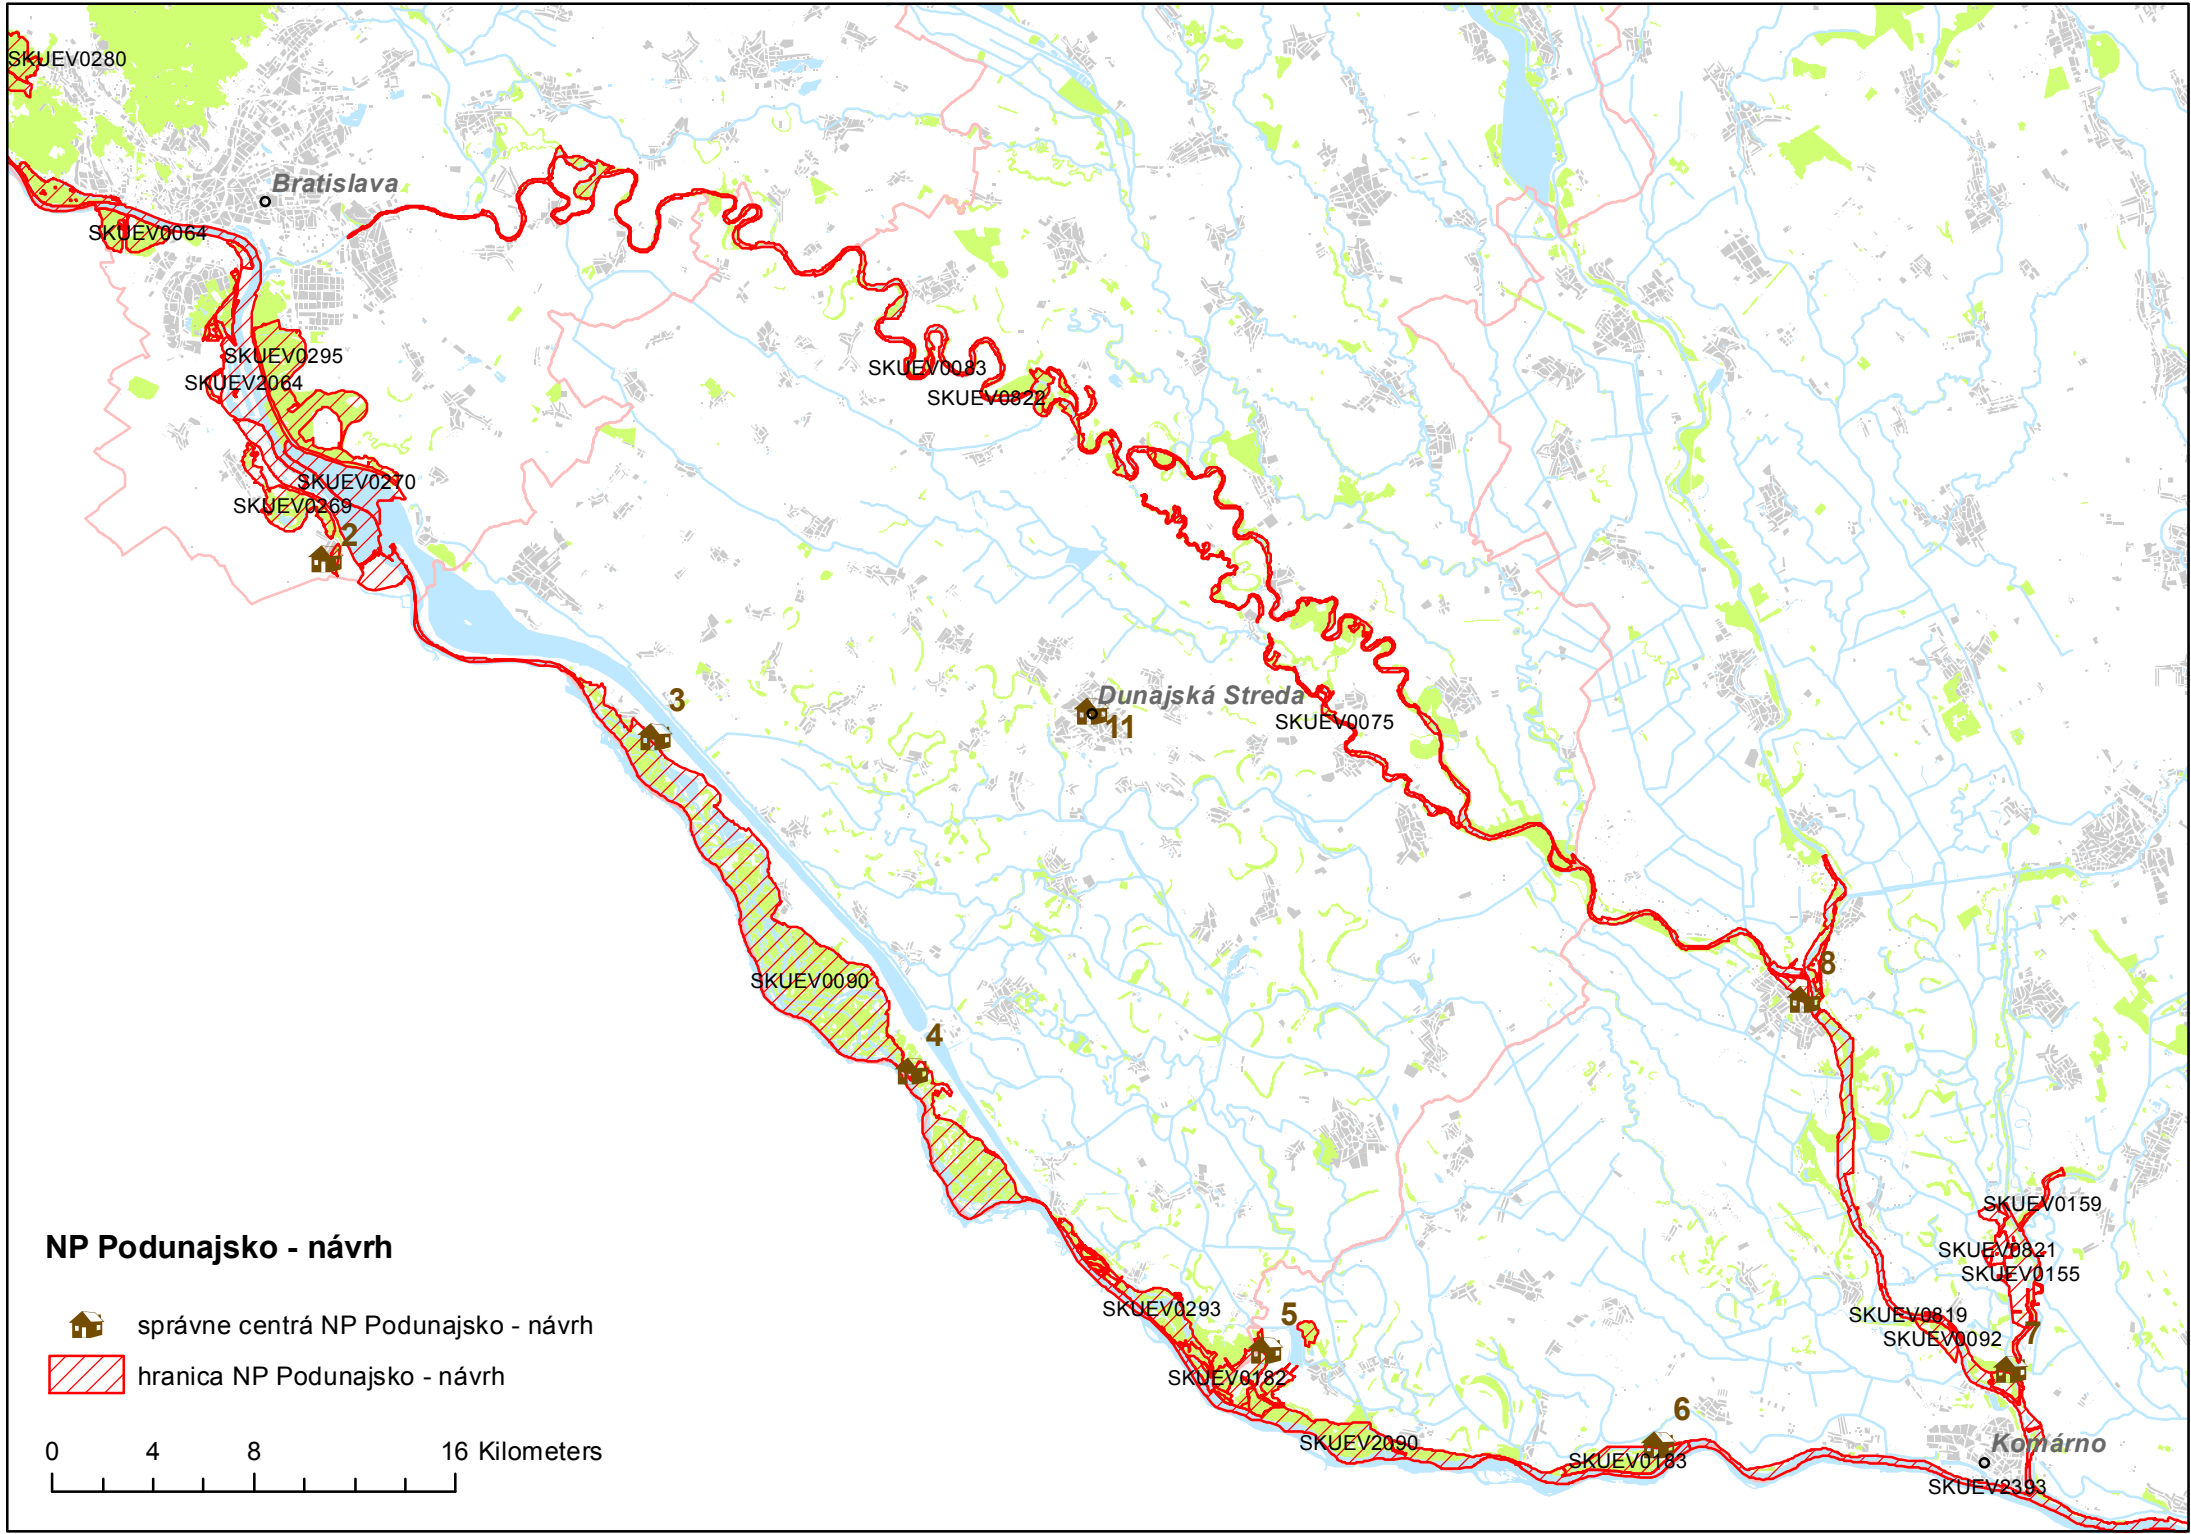 SKUEV0280
Bratislava
SKUEV0064
SKUEV0295
SKUEV2064
SKUEV0083
SKUEV0822
SKUEV0270
SKUEV0269
2
3
Dunajská Streda
11
SKUEV0075
SKUEV0090
8
4
SKUEV0159
SKUEV0821
SKUEV0155
SKUEV0293
5
SKUEV0819
7
SKUEV0092
SKUEV0182
6
SKUEV2090
SKUEV0183
Komárno
SKUEV2393
NP Podunajsko - návrh
správne centrá NP Podunajsko - návrh
hranica NP Podunajsko - návrh
0 4 8 16 Kilometers